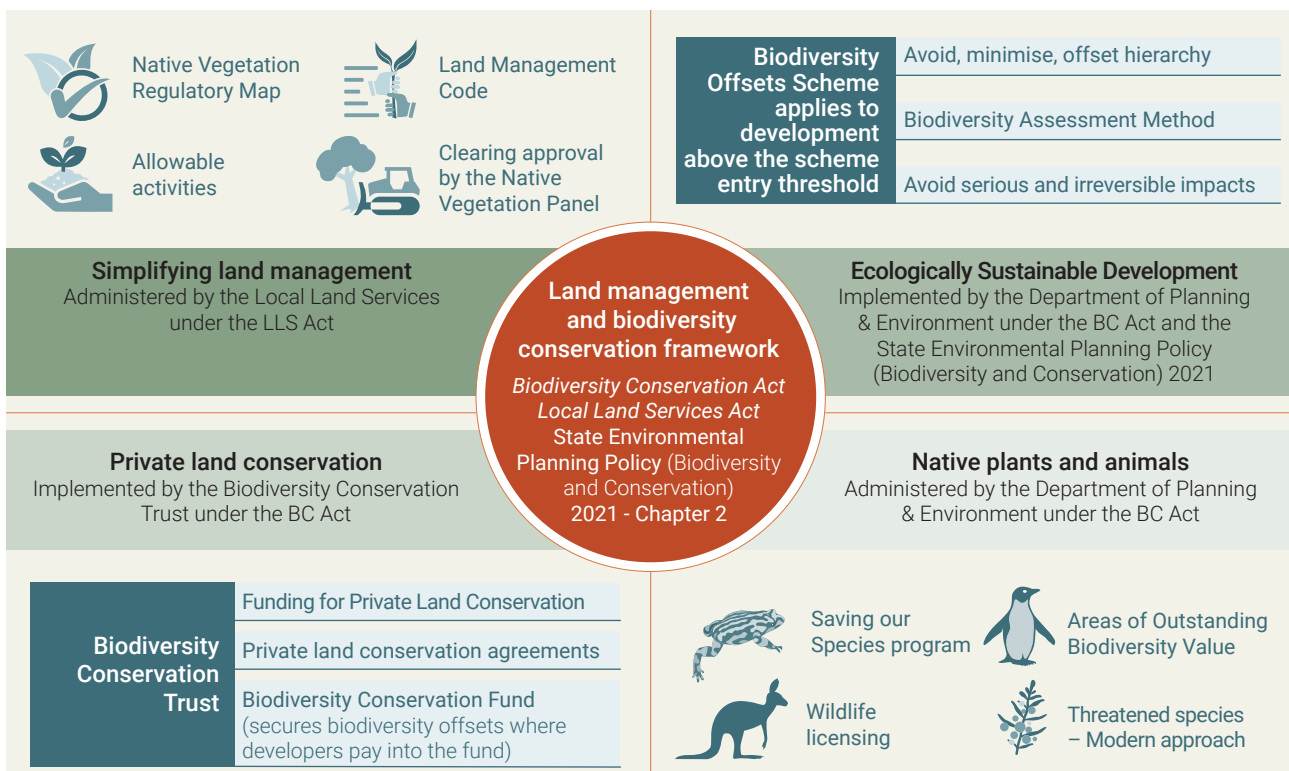 Native Vegetation
Regulatory Map
Land Management
Code
Allowable
activities
Clearing approval
by the Native
Vegetation Panel
Biodiversity
Offsets Scheme
applies to
development
above the scheme
entry threshold
Avoid, minimise, offset hierarchy
Biodiversity Assessment Method
Avoid serious and irreversible impacts
Simplifying land management
Administered by the Local Land Services
under the LLS Act
Land management
and biodiversity
conservation framework
Biodiversity Conservation Act
Local Land Services Act
State Environmental
Planning Policy (Biodiversity
and Conservation)
2021 - Chapter 2
Ecologically Sustainable Development
Implemented by the Department of Planning
& Environment under the BC Act and the
State Environmental Planning Policy
(Biodiversity and Conservation) 2021
Private land conservation
Implemented by the Biodiversity Conservation
Trust under the BC Act
Native plants and animals
Administered by the Department of Planning
& Environment under the BC Act
Biodiversity
Conservation
Trust
Funding for Private Land Conservation
Private land conservation agreements
Biodiversity Conservation Fund
(secures biodiversity offsets where
developers pay into the fund)
Saving our
Species program
Areas of Outstanding
Biodiversity Value
Wildlife
licensing
Threatened species
– Modern approach